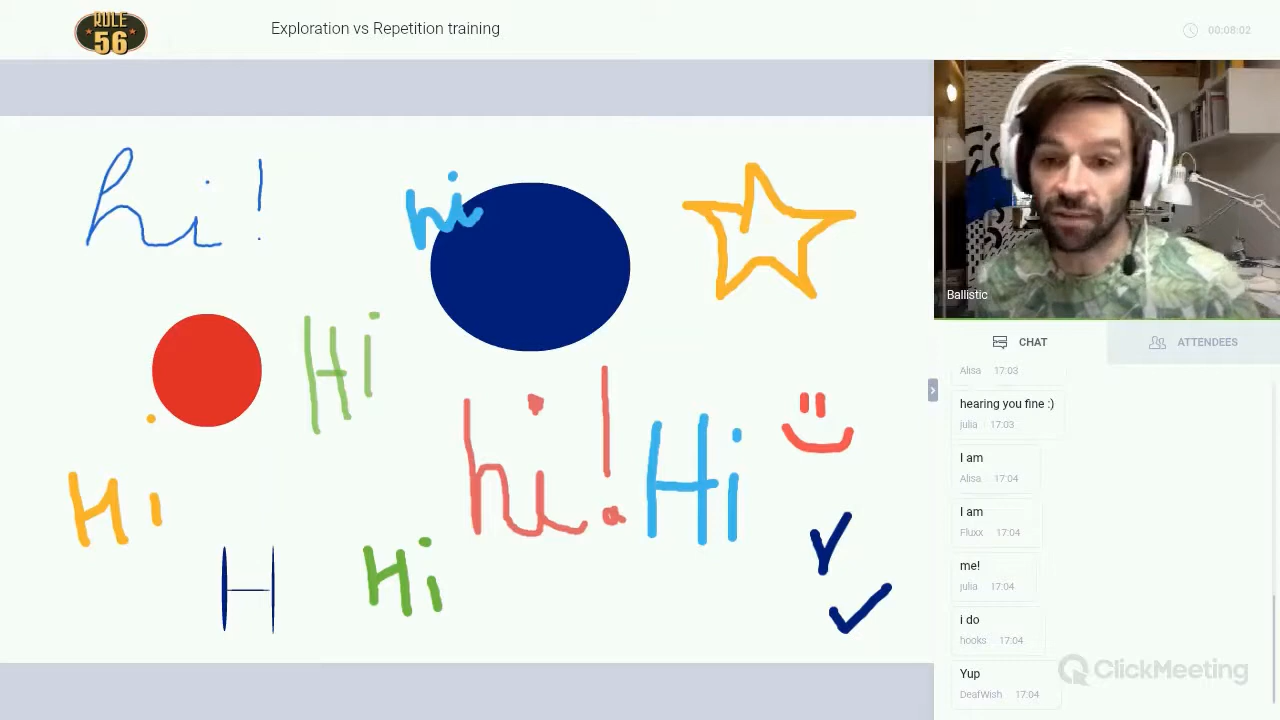 RULE
56
Exploration vs Repetition training
00:08:02
hi!
hi
Hi
hi!
Hi
Hi
H
Hi
Ballistic
CHAT
ATTENDEES
Alisa 17:03
hearing you fine :)
julia 17:03
I am
Alisa 17:04
I am
Fluxx 17:04
me!
julia 17:04
i do
hooks 17:04
Yup
DeafWish 17:04
ClickMeeting